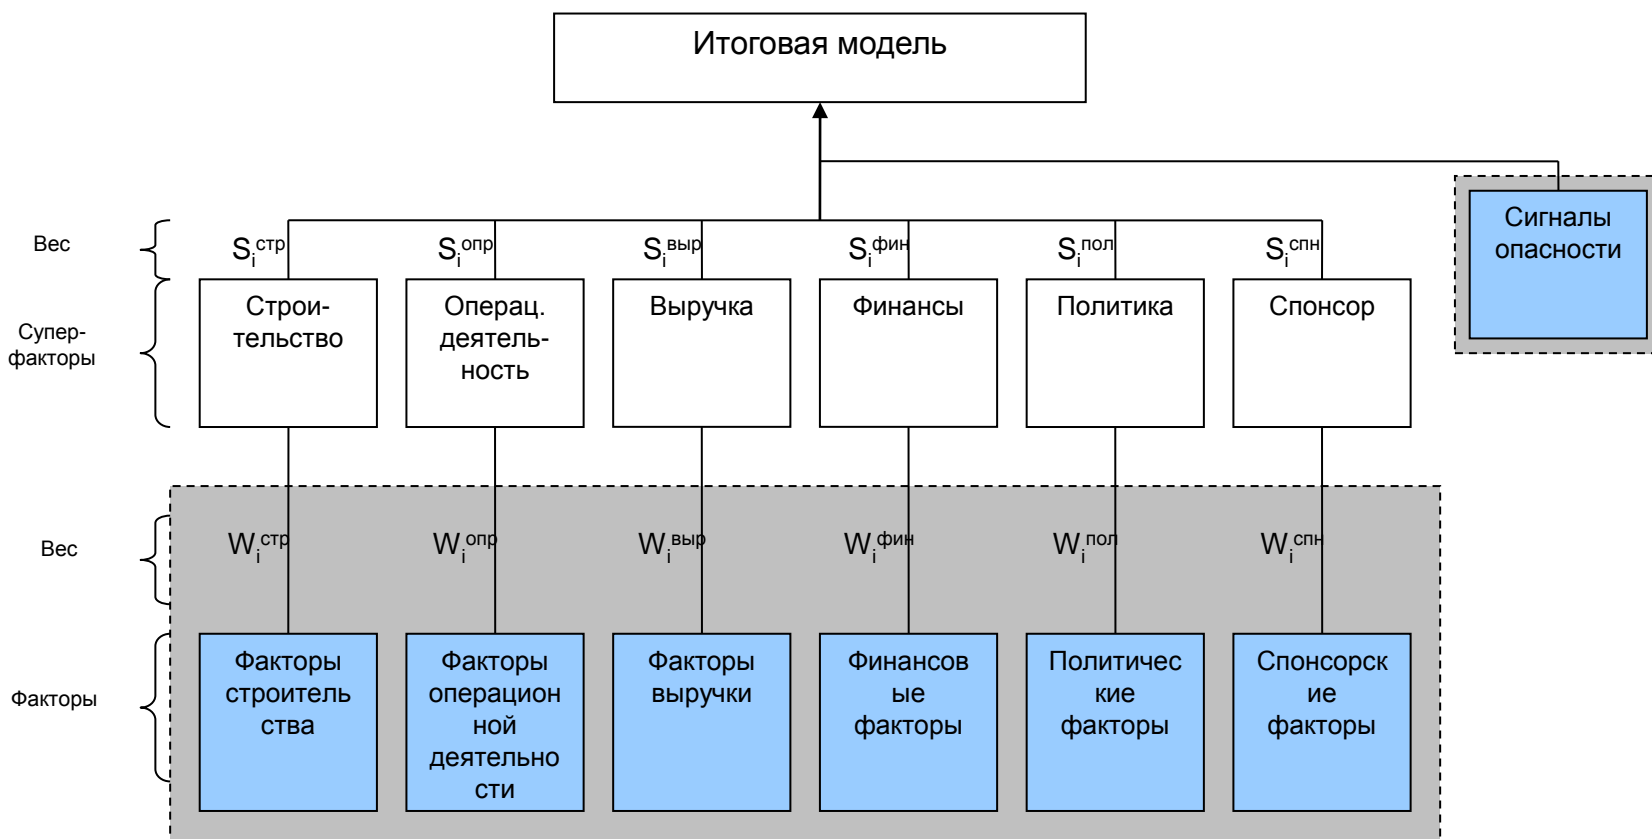 Итоговая модель
Сигналы
опасности
Вес
S_i^стр
S_i^опр
S_i^выр
S_i^фин
S_i^пол
S_i^спн
Супер-
факторы
Строи-
тельство
Операц.
деятель-
ность
Выручка
Финансы
Политика
Спонсор
Вес
W_i^стр
W_i^опр
W_i^выр
W_i^фин
W_i^пол
W_i^спн
Факторы
Факторы
строитель
ства
Факторы
операцион
ной
деятельно
сти
Факторы
выручки
Финансов
ые
факторы
Политичес
кие
факторы
Спонсорск
ие
факторы